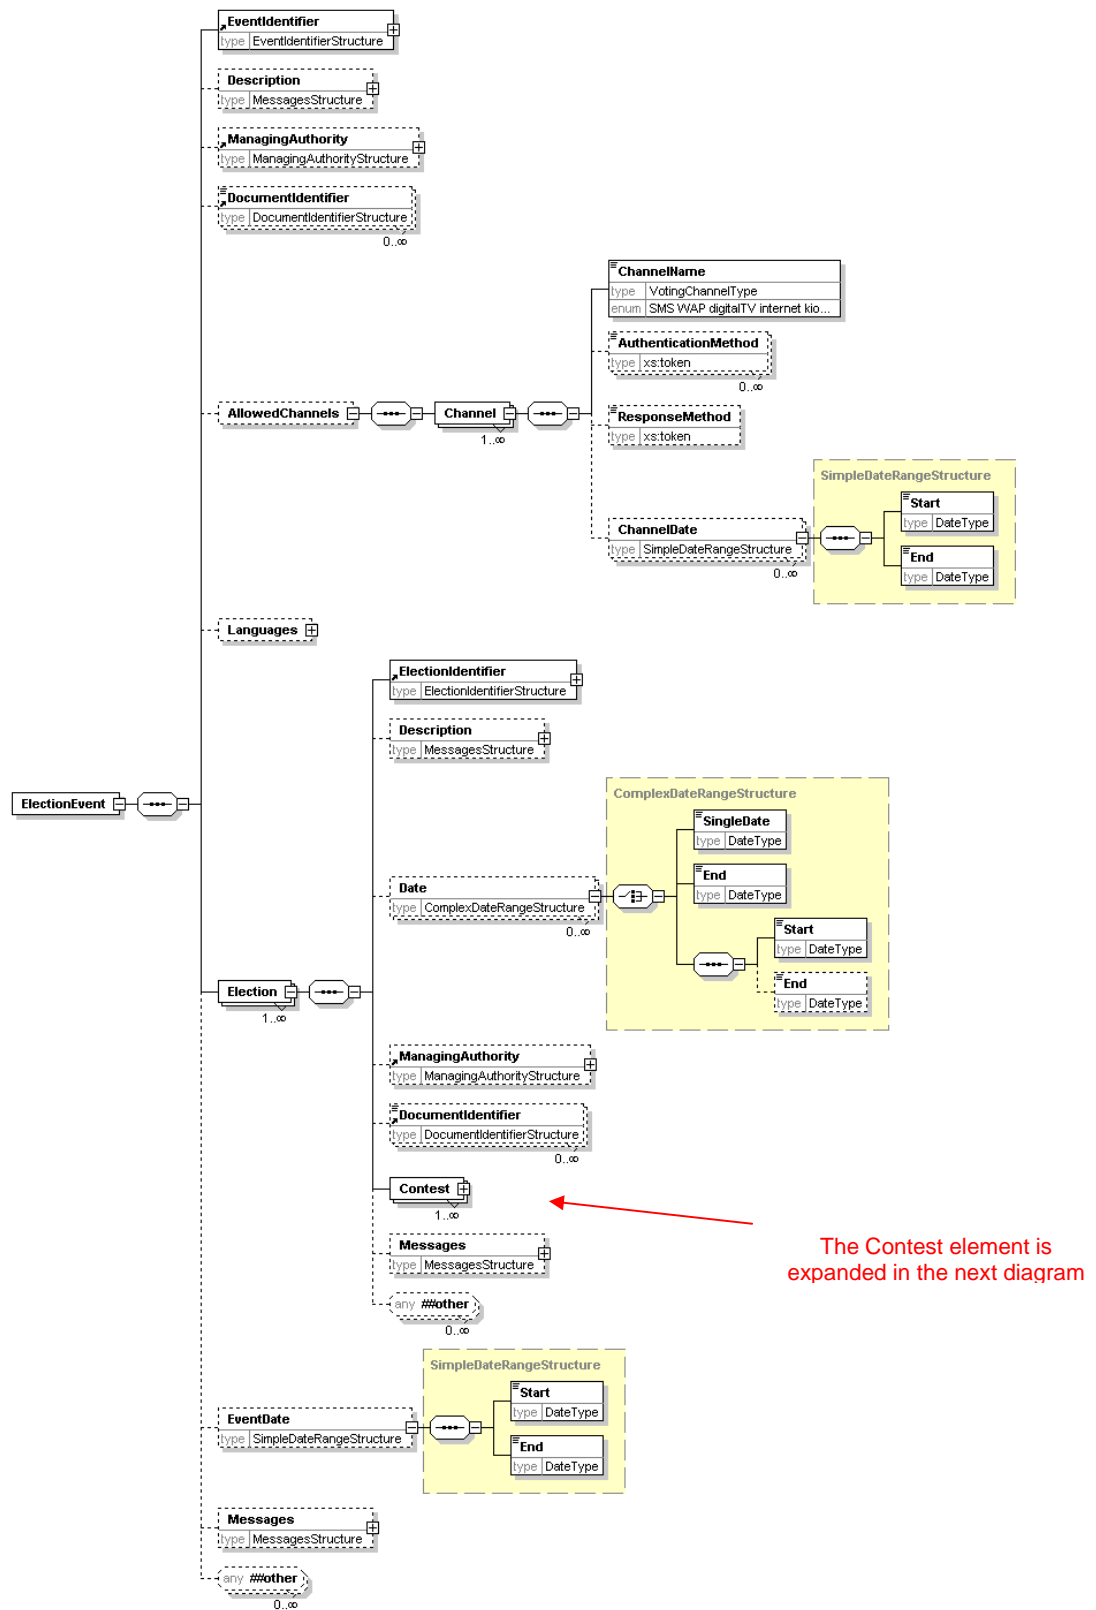 EventIdentifier
type EventIdentifierStructure
Description
type MessagesStructure
ManagingAuthority
type ManagingAuthorityStructure
DocumentIdentifier
type DocumentIdentifierStructure
0..∞
ChannelName
type VotingChannelType
enum SMS WAP digitalTV internet kio...
AuthenticationMethod
type xs:token
0..∞
AllowedChannels
Channel
1..∞
ResponseMethod
type xs:token
SimpleDateRangeStructure
Start
type DateType
ChannelDate
type SimpleDateRangeStructure
0..∞
End
type DateType
Languages
ElectionIdentifier
type ElectionIdentifierStructure
Description
type MessagesStructure
ElectionEvent
ComplexDateRangeStructure
SingleDate
type DateType
End
type DateType
Date
type ComplexDateRangeStructure
0..∞
Start
type DateType
End
type DateType
Election
1..∞
ManagingAuthority
type ManagingAuthorityStructure
DocumentIdentifier
type DocumentIdentifierStructure
0..∞
Contest
1..∞
The Contest element is
expanded in the next diagram
Messages
type MessagesStructure
any ##other
0..∞
SimpleDateRangeStructure
Start
type DateType
EventDate
type SimpleDateRangeStructure
End
type DateType
Messages
type MessagesStructure
any ##other
0..∞